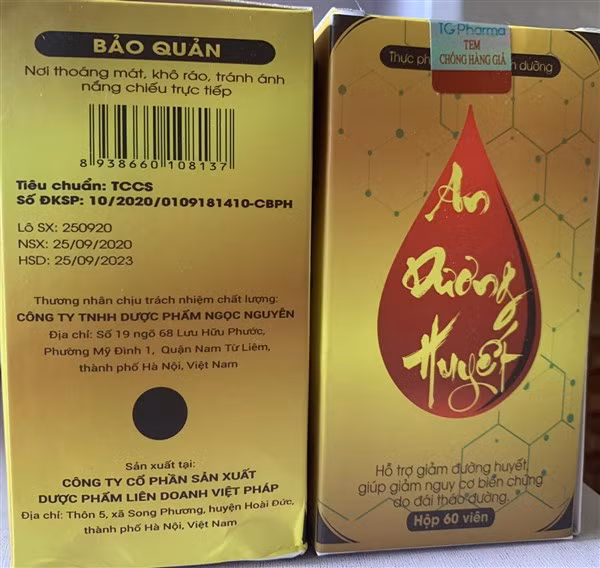 BẢO QUẢN
Nơi thoáng mát, khô ráo, tránh ánh
nắng chiếu trực tiếp
8 938660 108137
Tiêu chuẩn: TCCS
Số ĐKSP: 10/2020/0109181410-CBPH
Lô SX: 250920
NSX: 25/09/2020
HSD: 25/09/2023
Thương nhân chịu trách nhiệm chất lượng:
CÔNG TY TNHH DƯỢC PHẨM NGỌC NGUYÊN
Địa chỉ: Số 19 ngõ 68 Lưu Hữu Phước,
Phường Mỹ Đình 1, Quận Nam Từ Liêm,
thành phố Hà Nội, Việt Nam
Sản xuất tại:
CÔNG TY CỔ PHẦN SẢN XUẤT
DƯỢC PHẨM LIÊN DOANH VIỆT PHÁP
Địa chỉ: Thôn 5, xã Song Phương, huyện Hoài Đức,
thành phố Hà Nội, Việt Nam
TG Pharma
TEM
CHỐNG HÀNG GIẢ
Thực dưỡng
An
Đường
Huyết
Hỗ trợ giảm đường huyết,
giúp giảm nguy cơ biến chứng
do đái tháo đường.
Hộp 60 viên